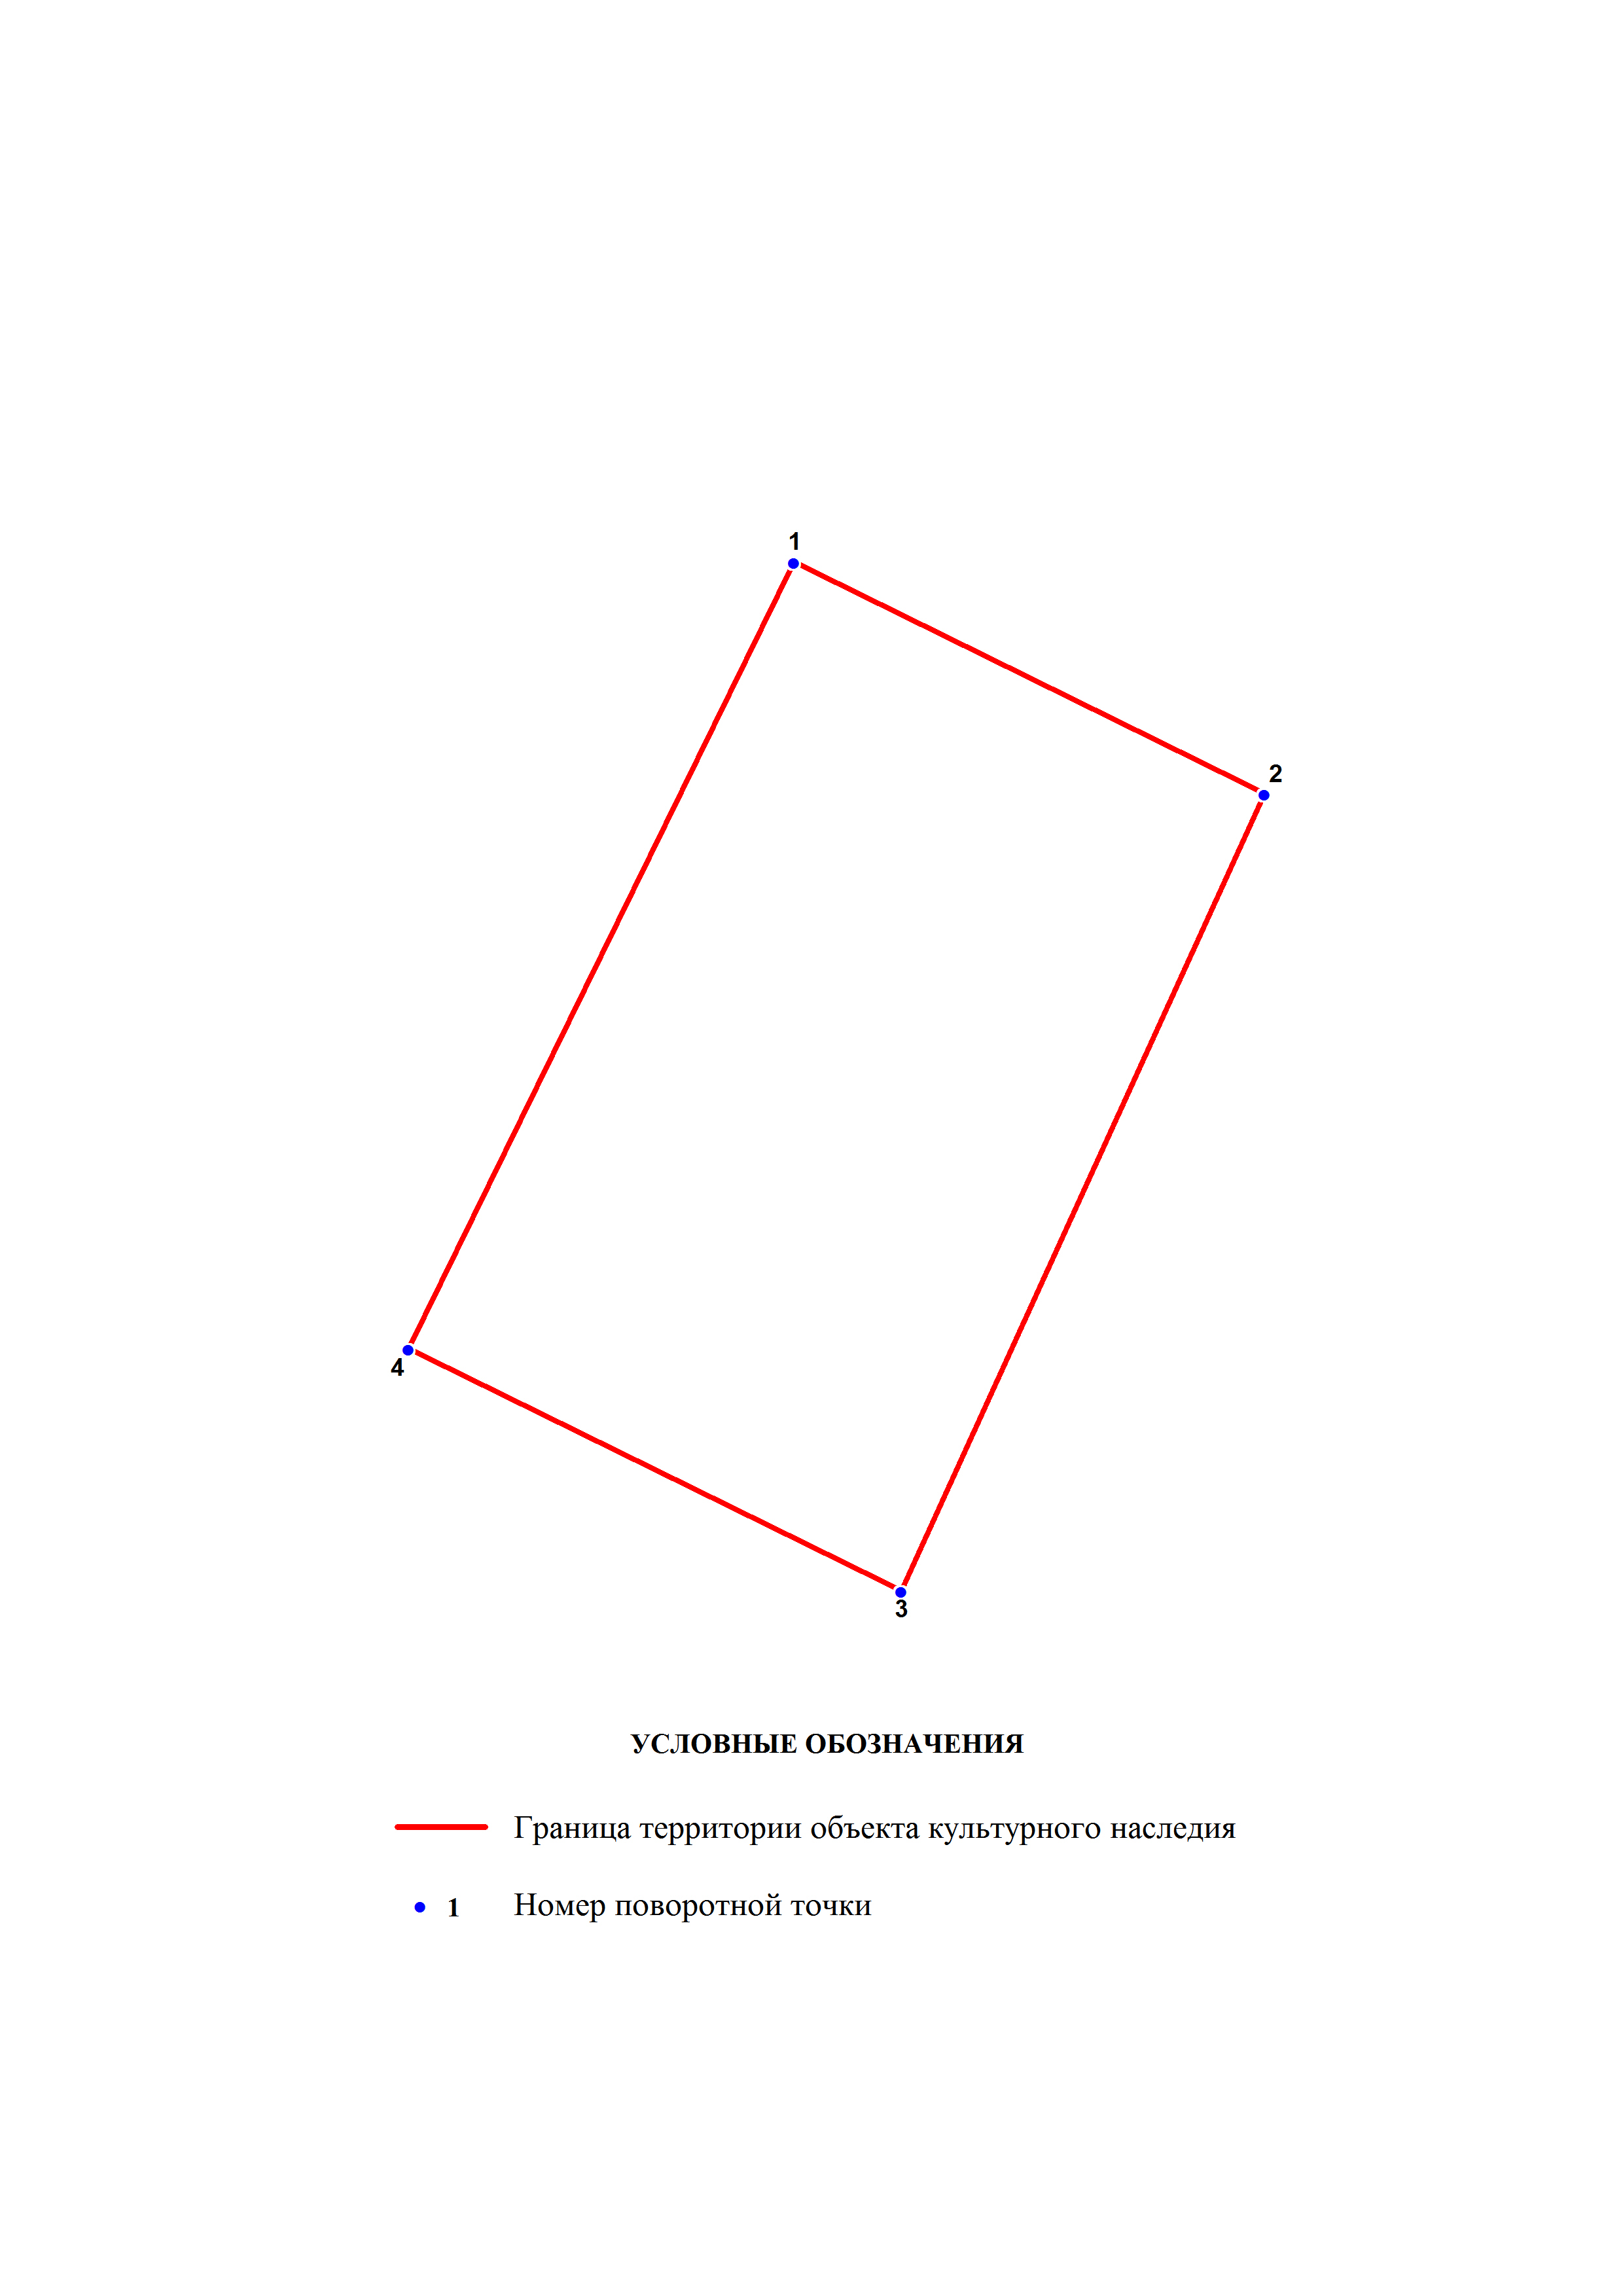 1
2
4
3
УСЛОВНЫЕ ОБОЗНАЧЕНИЯ
Граница территории объекта культурного наследия
1 Номер поворотной точки